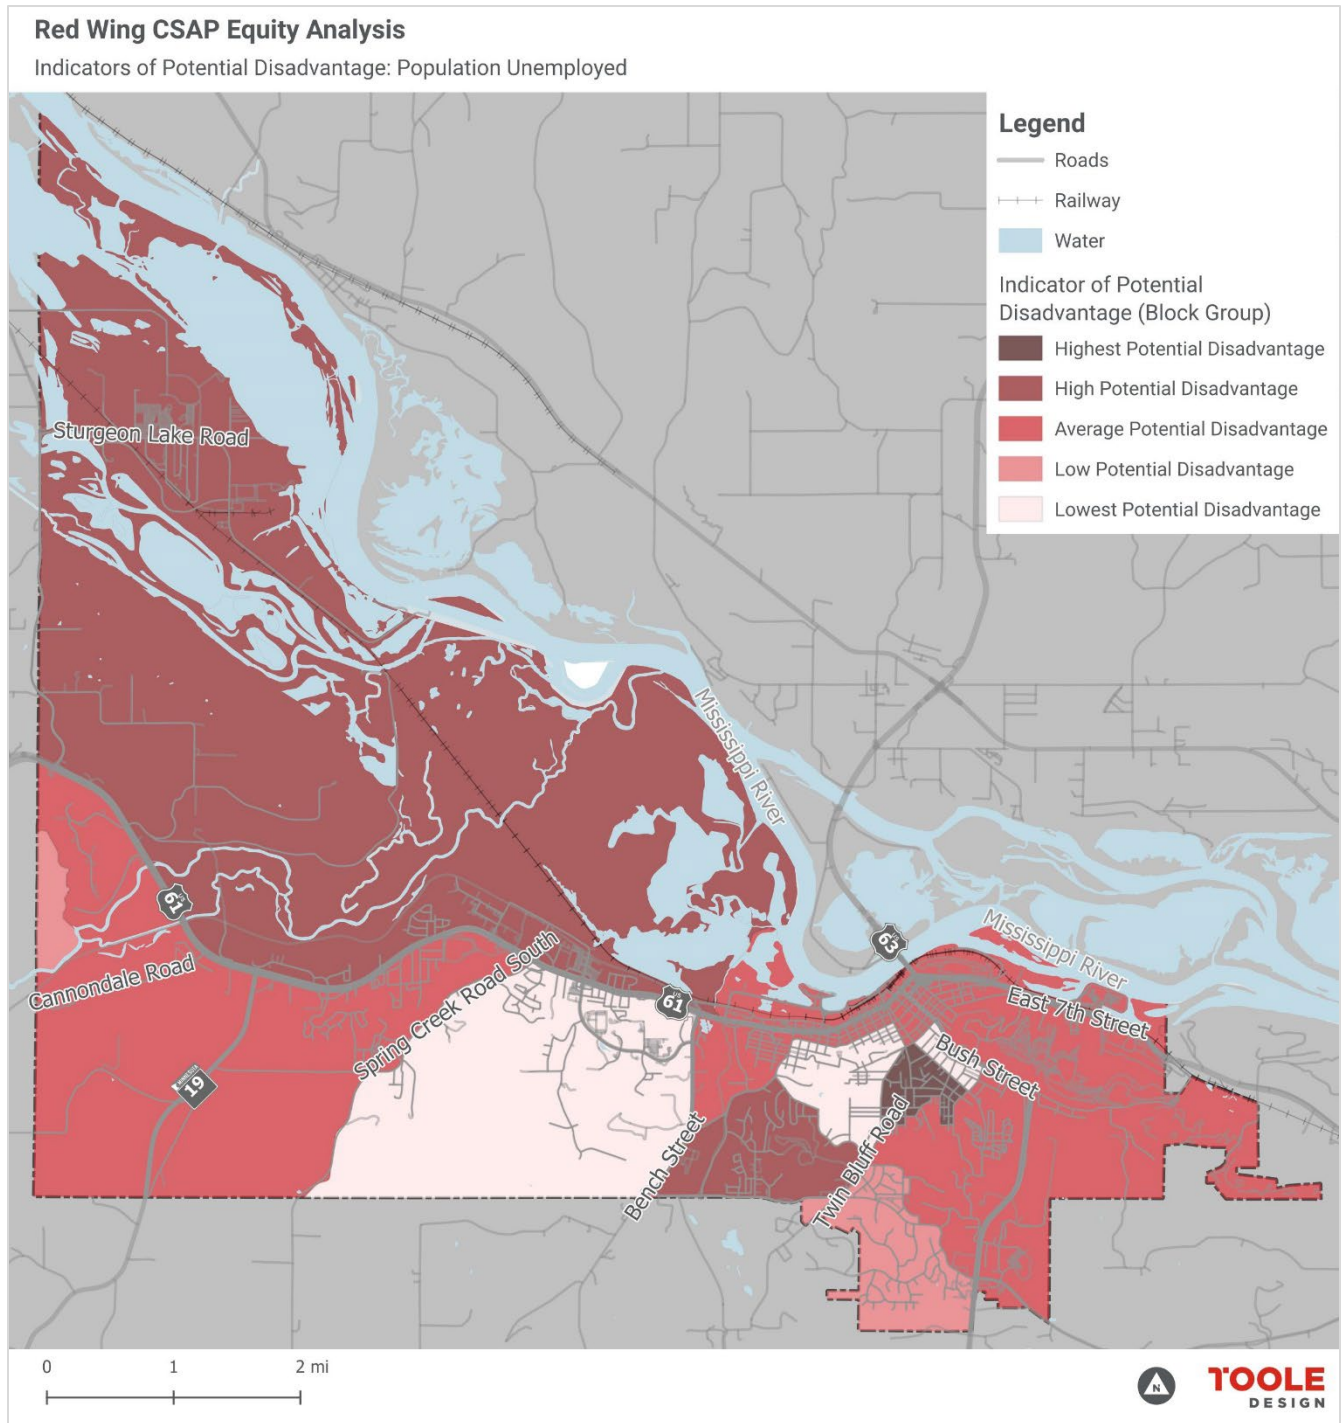 Red Wing CSAP Equity Analysis
Indicators of Potential Disadvantage: Population Unemployed
Legend
Roads
Railway
Water
Indicator of Potential
Disadvantage (Block Group)
Highest Potential Disadvantage
High Potential Disadvantage
Average Potential Disadvantage
Low Potential Disadvantage
Lowest Potential Disadvantage
Sturgeon Lake Road
Mississippi River
61
63
Mississippi River
Cannondale Road
Spring Creek Road South
61
East 7th Street
Bush Street
19
Bench Street
Twin Bluff Road
0 1 2 mi
N
TOOLE
DESIGN